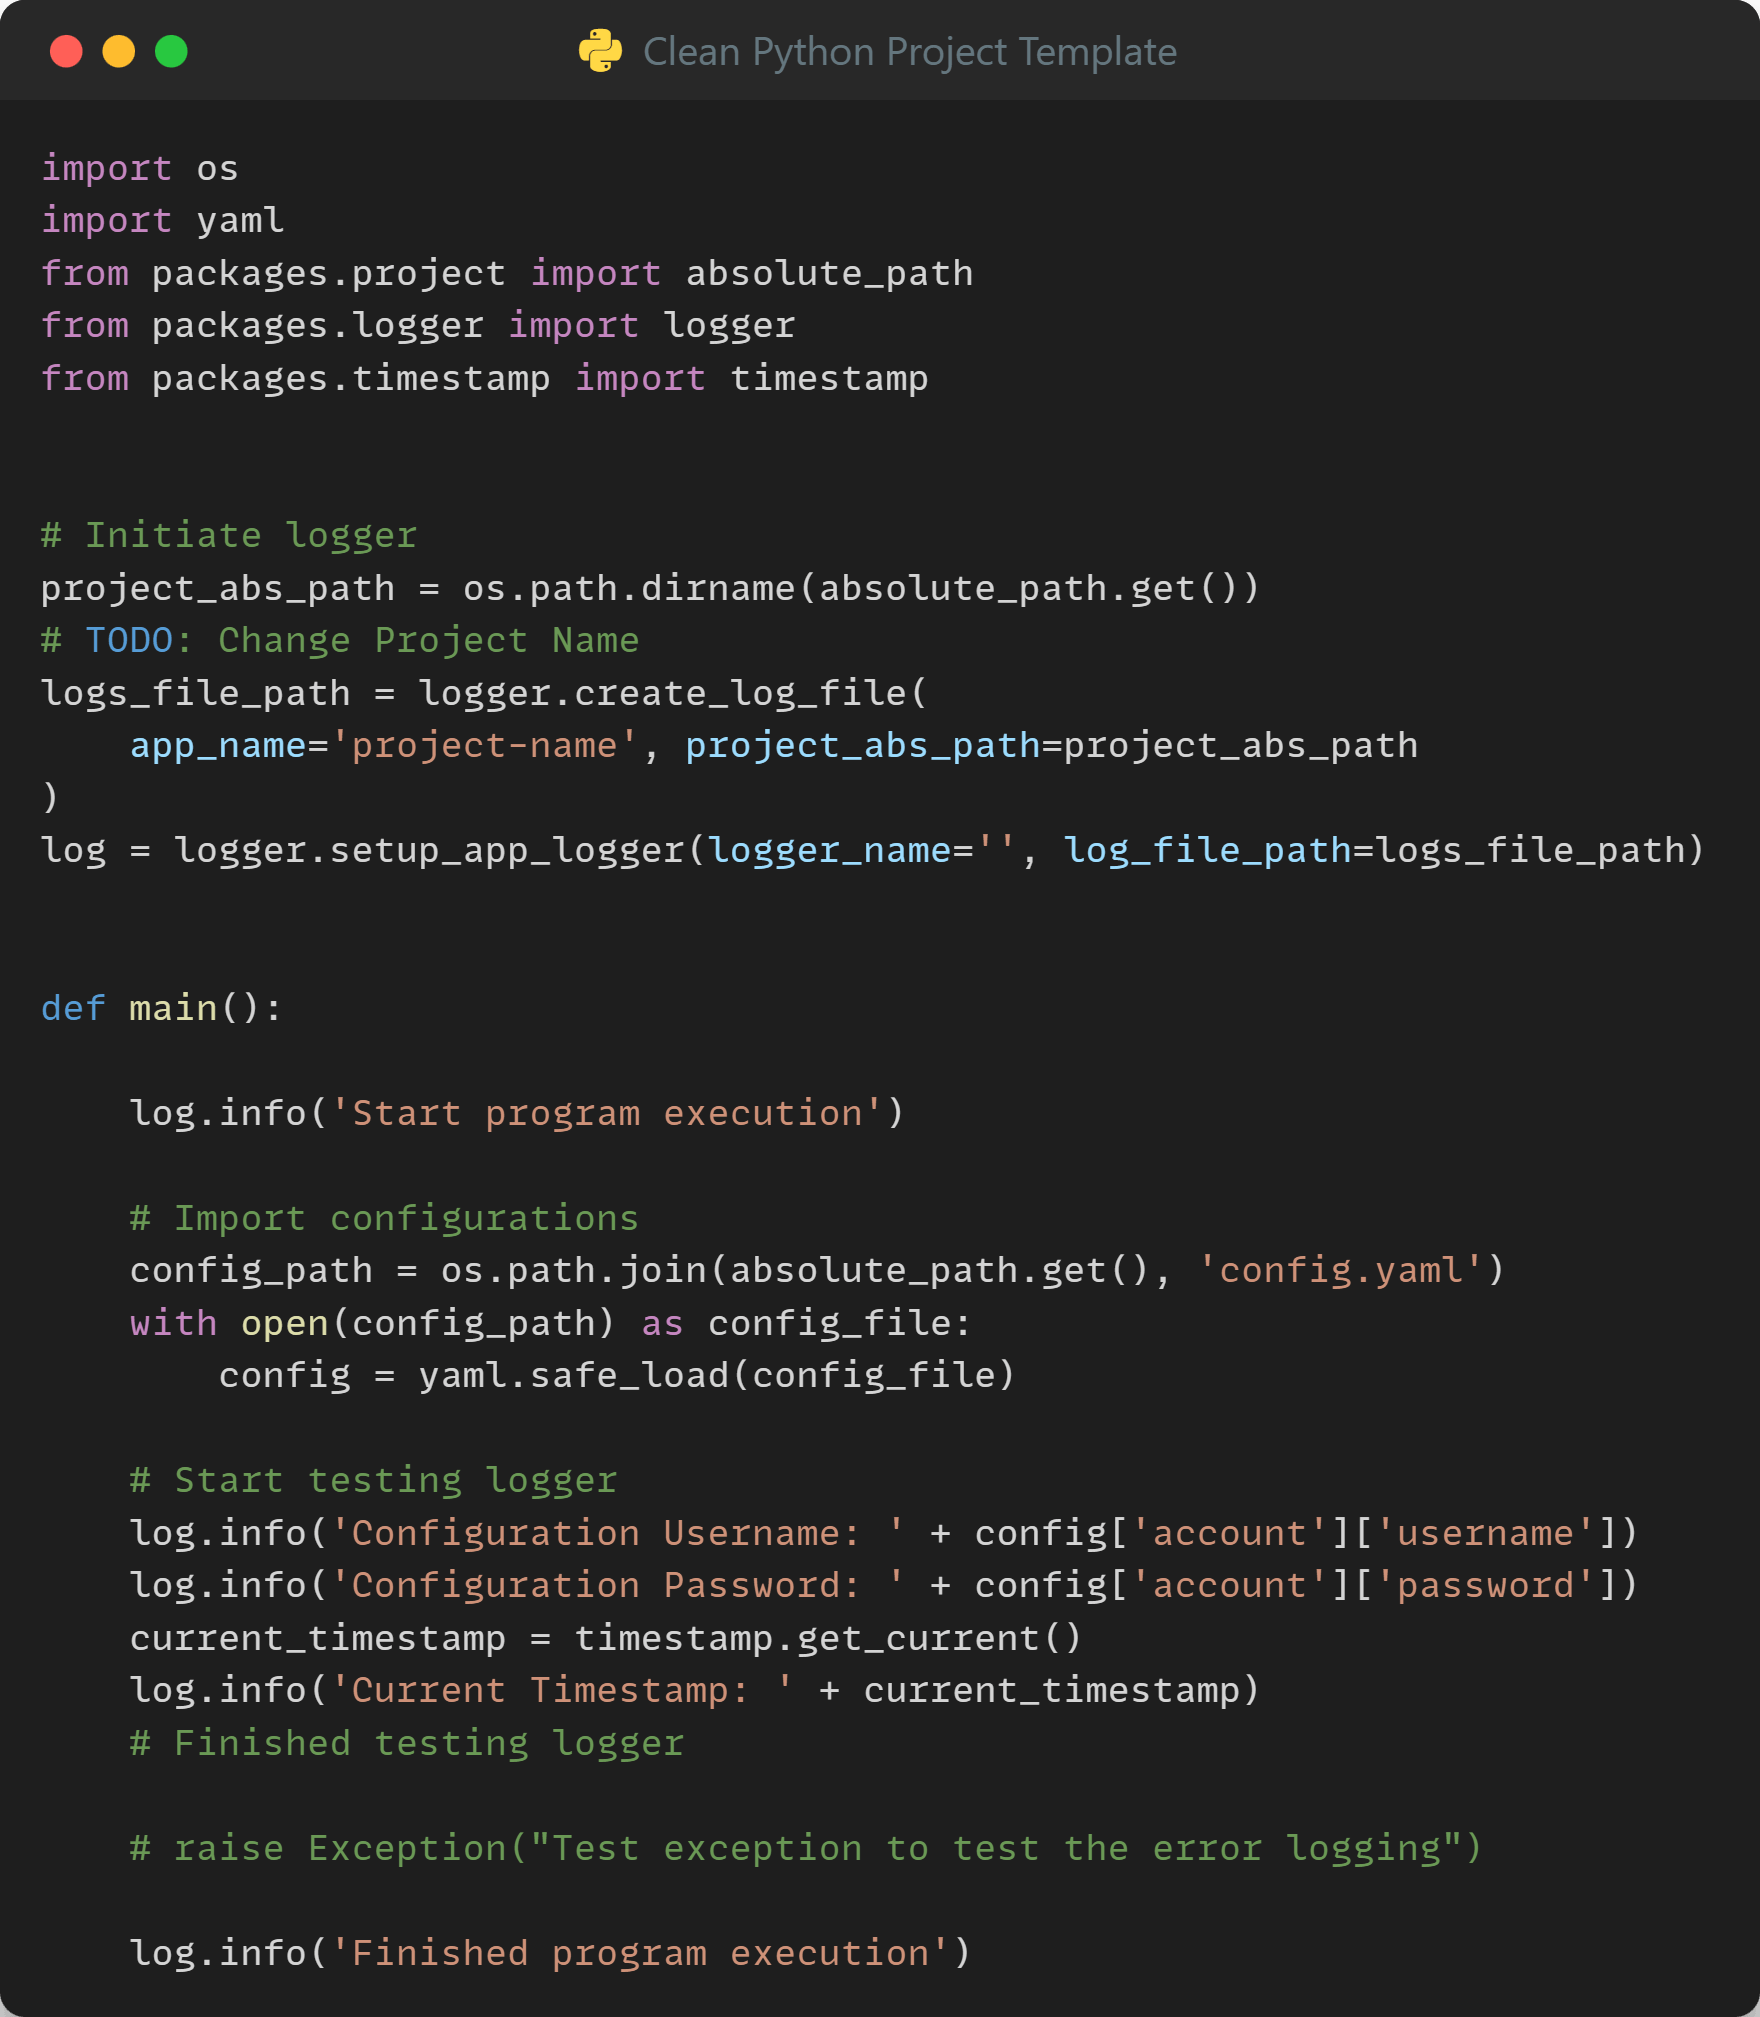 Clean Python Project Template
import os
import yaml
from packages.project import absolute_path
from packages.logger import logger
from packages.timestamp import timestamp
# Initiate logger
project_abs_path = os.path.dirname(absolute_path.get())
# TODO: Change Project Name
logs_file_path = logger.create_log_file(
    app_name='project-name', project_abs_path=project_abs_path
)
log = logger.setup_app_logger(logger_name='', log_file_path=logs_file_path)
def main():
    log.info('Start program execution')
    # Import configurations
    config_path = os.path.join(absolute_path.get(), 'config.yaml')
    with open(config_path) as config_file:
        config = yaml.safe_load(config_file)
    # Start testing logger
    log.info('Configuration Username: ' + config['account']['username'])
    log.info('Configuration Password: ' + config['account']['password'])
    current_timestamp = timestamp.get_current()
    log.info('Current Timestamp: ' + current_timestamp)
    # Finished testing logger
    # raise Exception("Test exception to test the error logging")
    log.info('Finished program execution')